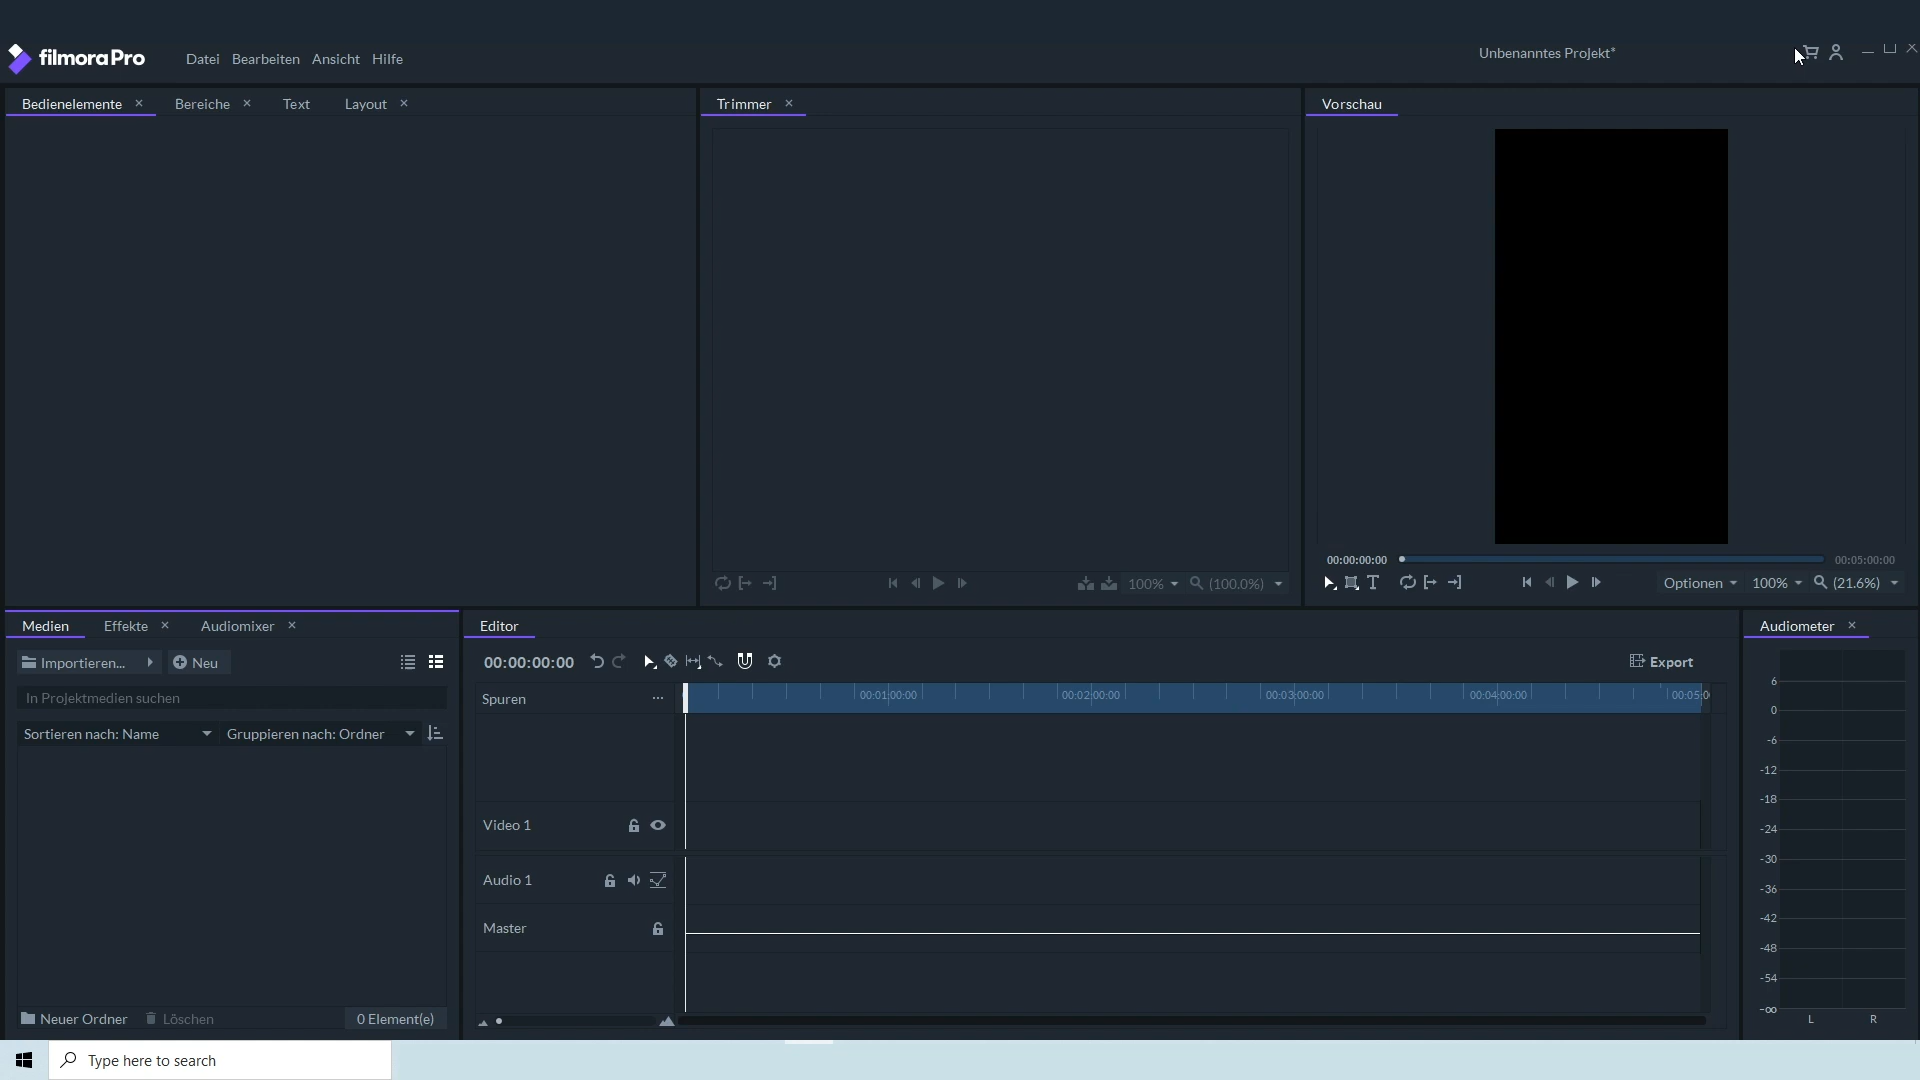 filmoraPro Datei Bearbeiten Ansicht Hilfe Unbenanntes Projekt*
Bedienelemente Bereiche Text Layout
Trimmer
Vorschau
00:00:00:00 00:05:00:00
100% (100.0%)
Optionen 100% (21.6%)
Medien Effekte Audiomixer
Editor
Audiometer
Importieren... Neu
00:00:00:00
Export
In Projektmedien suchen
Spuren
00:01:00:00 00:02:00:00 00:03:00:00 00:04:00:00 00:05:0
Sortieren nach: Name Gruppieren nach: Ordner
Video 1
Audio 1
Master
6
0
-6
-12
-18
-24
-30
-36
-42
-48
-54
-∞
L R
Neuer Ordner Löschen 0 Element(e)
Type here to search